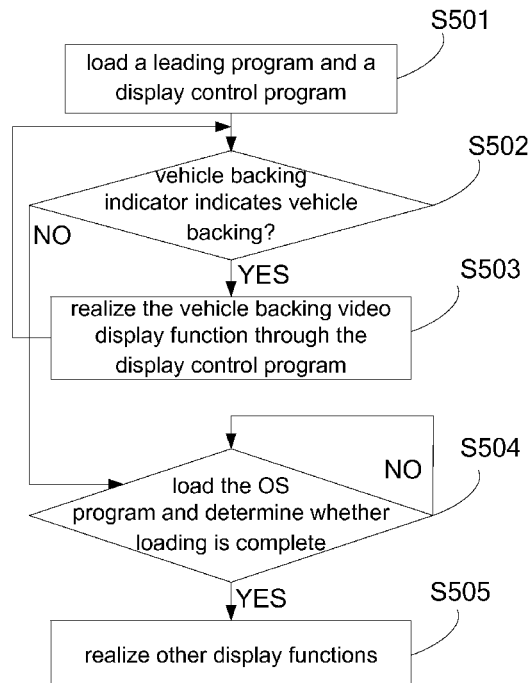 S501
load a leading program and a
display control program
S502
vehicle backing
indicator indicates vehicle
backing?
NO
YES
S503
realize the vehicle backing video
display function through the
display control program
S504
NO
load the OS
program and determine whether
loading is complete
YES
S505
realize other display functions